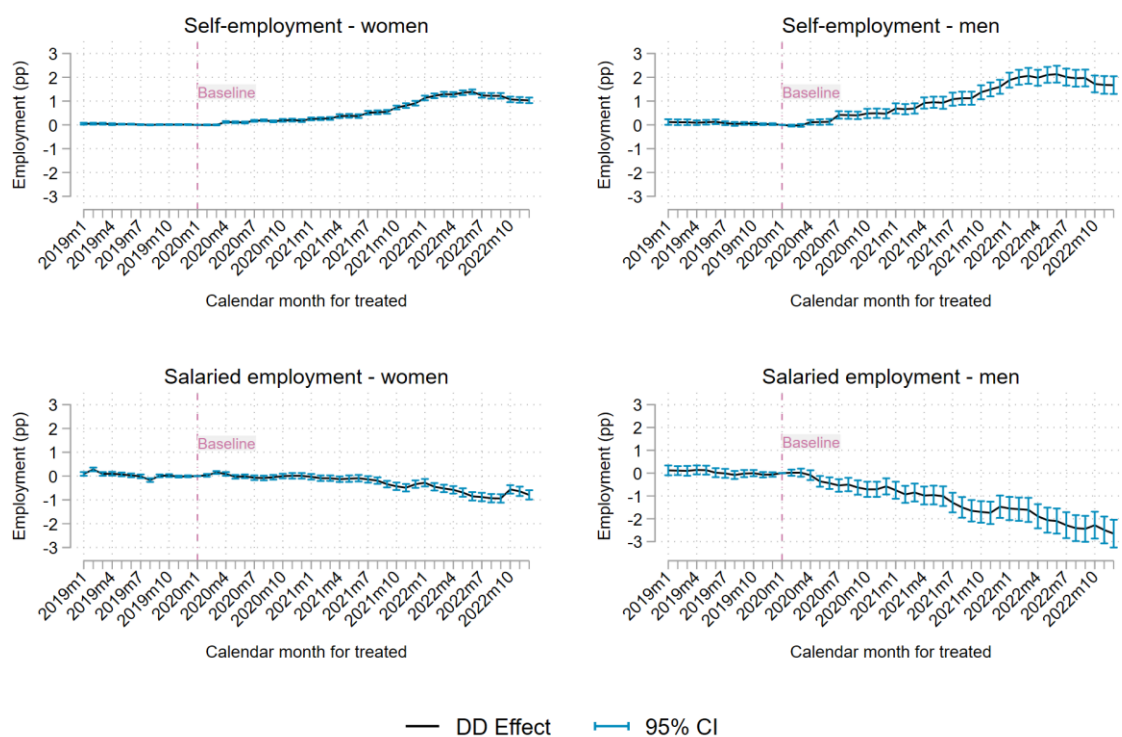 Self-employment - women
Employment (pp)
3
2
1
0
-1
-2
-3
Baseline
2019m1
2019m4
2019m7
2019m10
2020m1
2020m4
2020m7
2020m10
2021m1
2021m4
2021m7
2021m10
2022m1
2022m4
2022m7
2022m10
Calendar month for treated
Self-employment - men
Employment (pp)
3
2
1
0
-1
-2
-3
Baseline
2019m1
2019m4
2019m7
2019m10
2020m1
2020m4
2020m7
2020m10
2021m1
2021m4
2021m7
2021m10
2022m1
2022m4
2022m7
2022m10
Calendar month for treated
Salaried employment - women
Employment (pp)
3
2
1
0
-1
-2
-3
Baseline
2019m1
2019m4
2019m7
2019m10
2020m1
2020m4
2020m7
2020m10
2021m1
2021m4
2021m7
2021m10
2022m1
2022m4
2022m7
2022m10
Calendar month for treated
Salaried employment - men
Employment (pp)
3
2
1
0
-1
-2
-3
Baseline
2019m1
2019m4
2019m7
2019m10
2020m1
2020m4
2020m7
2020m10
2021m1
2021m4
2021m7
2021m10
2022m1
2022m4
2022m7
2022m10
Calendar month for treated
DD Effect
95% CI